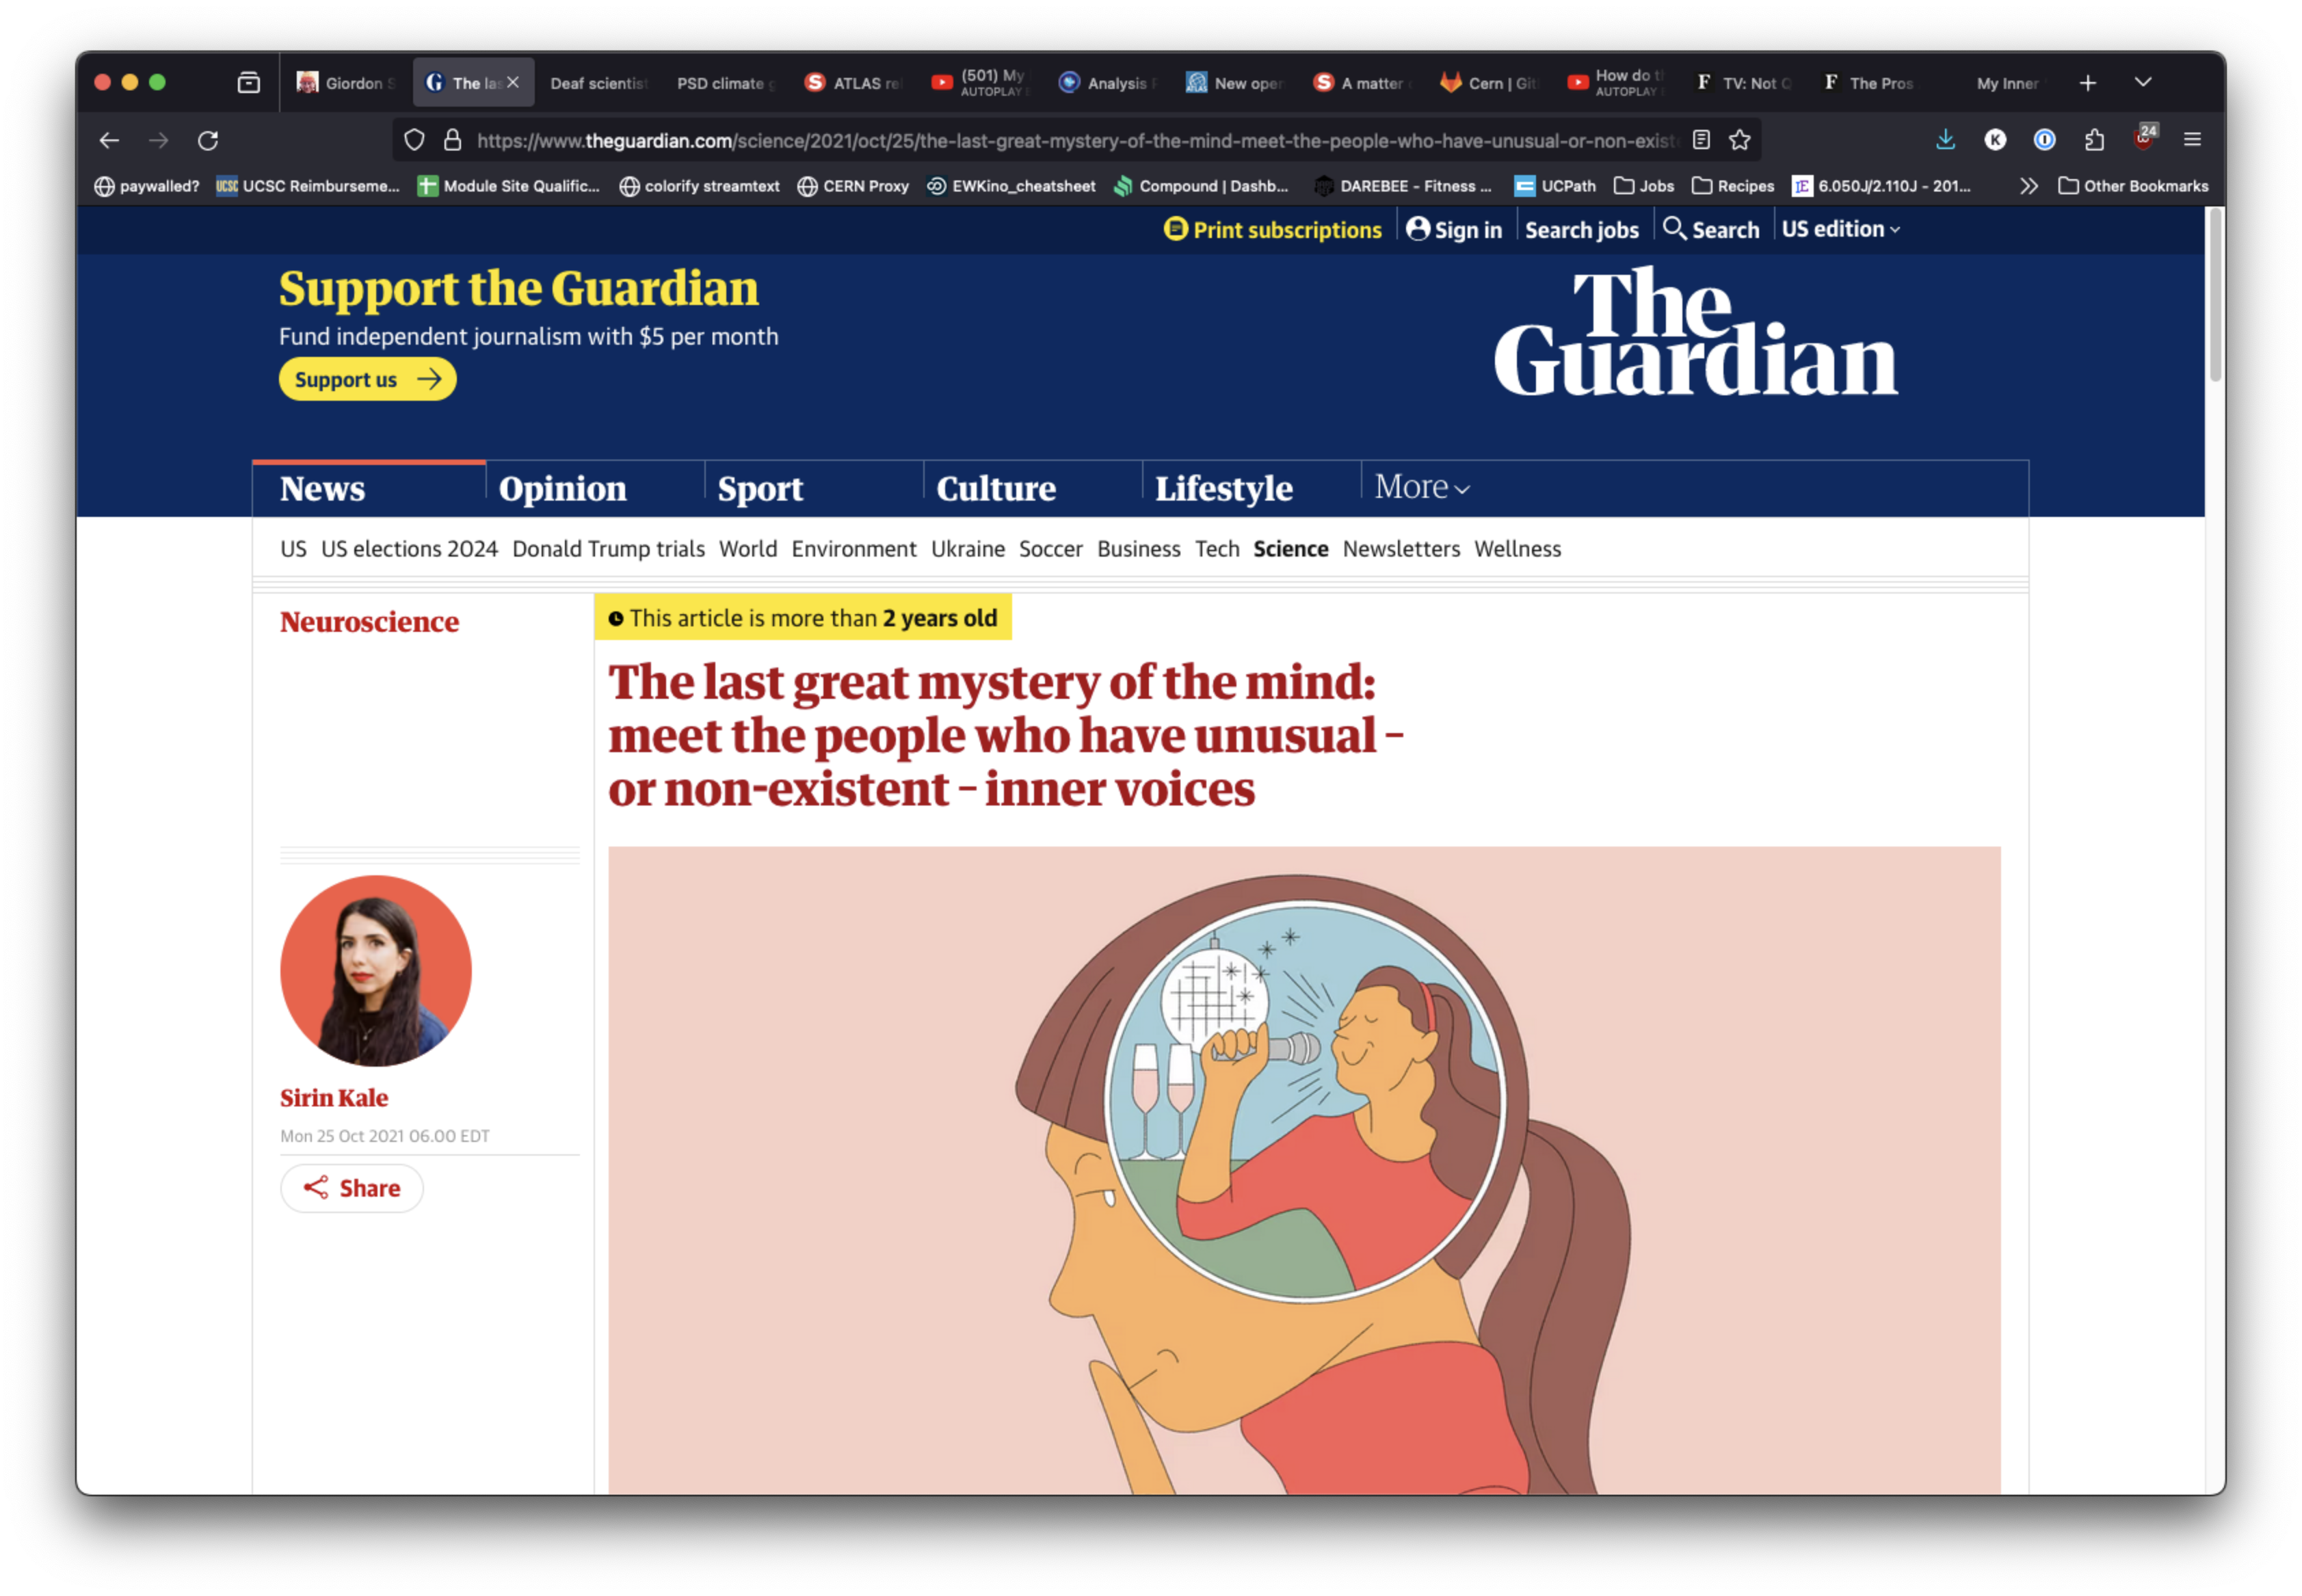 Giordon S
The las
Deaf scientist
PSD climate
ATLAS re
(501) My
AUTOPLAY
Analysis
New open
A matter
Cern | Git
How do t
AUTOPLAY
TV: Not
The Pros
My Inner
https://www.theguardian.com/science/2021/oct/25/the-last-great-mystery-of-the-mind-meet-the-people-who-have-unusual-or-non-exist
K
24
paywalled?
UCSC UCSC Reimburseme...
Module Site Qualific...
colorify streamtext
CERN Proxy
EWKino_cheatsheet
Compound | Dashb...
DAREBEE - Fitness ...
UCPath
Jobs
Recipes
6.050J/2.110J - 201...
Other Bookmarks
Print subscriptions
Sign in
Search jobs
Search
US edition
Support the Guardian
Fund independent journalism with $5 per month
Support us
The
Guardian
News Opinion Sport Culture Lifestyle More
US US elections 2024 Donald Trump trials World Environment Ukraine Soccer Business Tech Science Newsletters Wellness
Neuroscience
This article is more than 2 years old
The last great mystery of the mind:
meet the people who have unusual –
or non-existent – inner voices
Sirin Kale
Mon 25 Oct 2021 06.00 EDT
Share